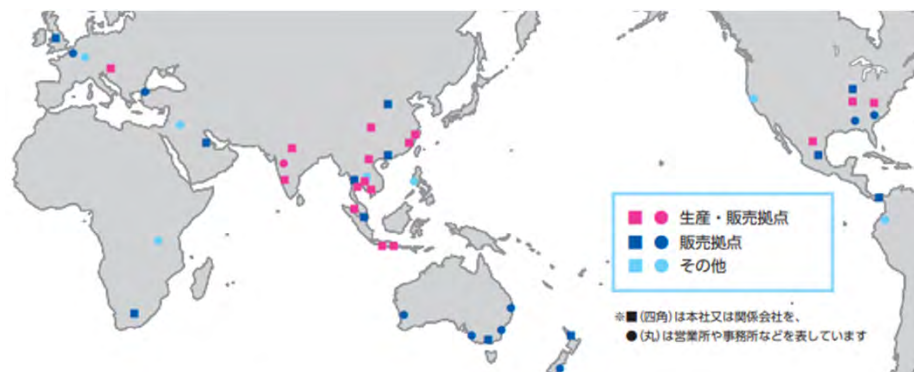 生産・販売拠点
販売拠点
その他
※■(四角)は本社又は関係会社を、
●(丸)は営業所や事務所などを表しています